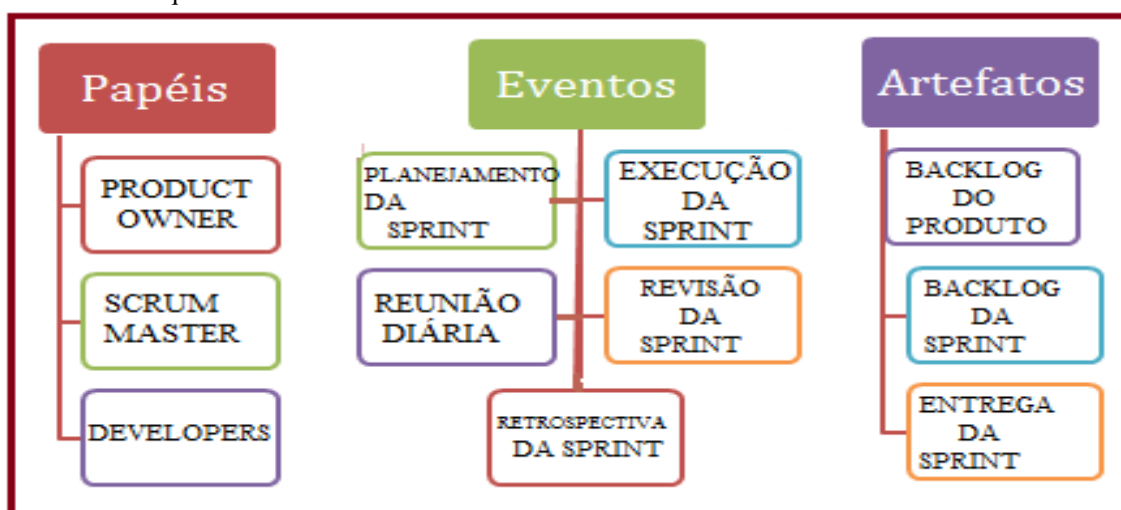 Papéis
PRODUCT
OWNER
SCRUM
MASTER
DEVELOPERS
Eventos
PLANEJAMENTO
DA
SPRINT
EXECUÇÃO
DA
SPRINT
REUNIÃO
DIÁRIA
REVISÃO
DA
SPRINT
RETROSPECTIVA
DA SPRINT
Artefatos
BACKLOG
DO
PRODUTO
BACKLOG
DA
SPRINT
ENTREGA
DA
SPRINT